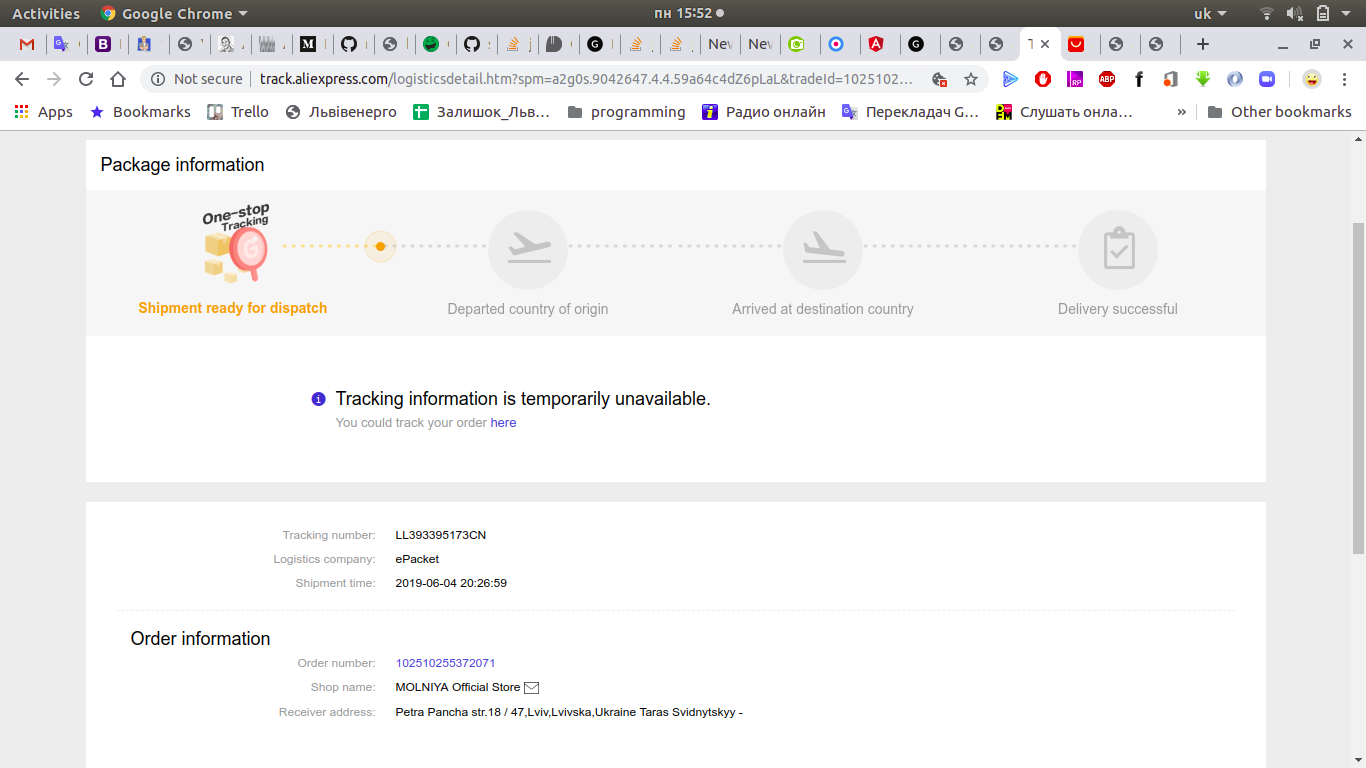 Activities Google Chrome пн 15:52 uk
New New T
Not secure track.aliexpress.com/logisticsdetail.htm?spm=a2g0s.9042647.4.4.59a64c4dZ6pLaL&tradeId=1025102... ABP
Apps Bookmarks Trello Львівенерго Залишок_Льв... programming Радио онлайн Перекладач G... Слушать онла... » Other bookmarks
Package information
One-stop
Tracking
Shipment ready for dispatch Departed country of origin Arrived at destination country Delivery successful
Tracking information is temporarily unavailable.
You could track your order here
Tracking number: LL393395173CN
Logistics company: ePacket
Shipment time: 2019-06-04 20:26:59
Order information
Order number: 102510255372071
Shop name: MOLNIYA Official Store
Receiver address: Petra Pancha str.18 / 47,Lviv,Lvivska,Ukraine Taras Svidnytskyy -